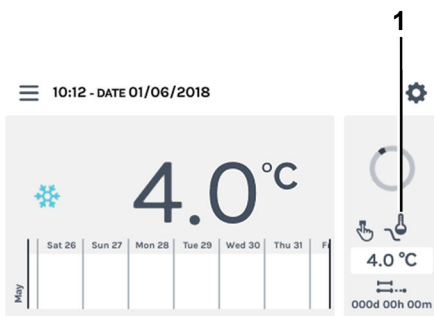 1
10:12 - DATE 01/06/2018
4.0°C
Sat 26 Sun 27 Mon 28 Tue 29 Wed 30 Thu 31 F
May
4.0 °C
000d 00h 00m